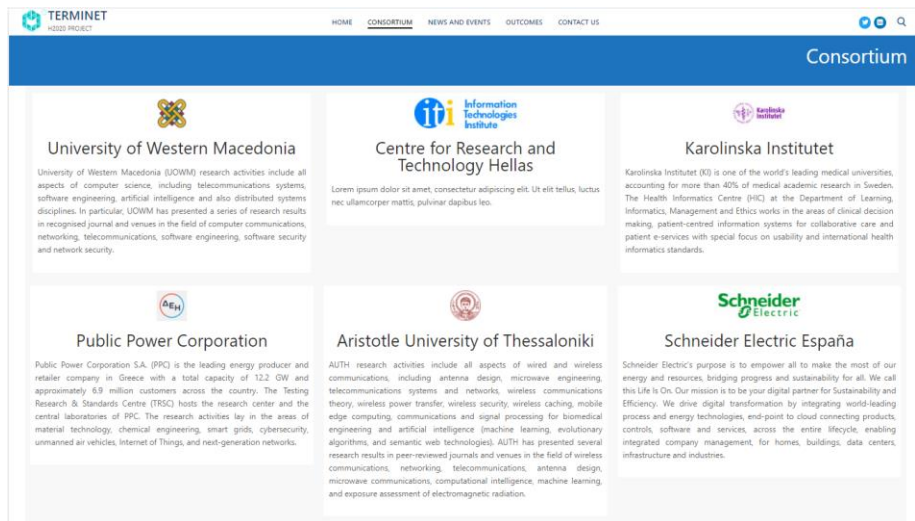 TERMINET
H2020 PROJECT
HOME CONSORTIUM NEWS AND EVENTS OUTCOMES CONTACT US
Consortium
University of Western Macedonia
University of Western Macedonia (UOWM) research activities include all
aspects of computer science, including telecommunications systems,
software engineering, artificial intelligence and also distributed systems
disciplines. In particular, UOWM has presented a series of research results
in recognised journal and venues in the field of computer communications,
networking, telecommunications, software engineering, software security
and network security.
iti Information
Technologies
Institute
Centre for Research and
Technology Hellas
Lorem ipsum dolor sit amet, consectetur adipiscing elit. Ut elit tellus, luctus
nec ullamcorper mattis, pulvinar dapibus leo.
Karolinska
Institutet
Karolinska Institutet
Karolinska Institutet (KI) is one of the world's leading medical universities,
accounting for more than 40% of medical academic research in Sweden.
The Health Informatics Centre (HIC) at the Department of Learning,
Informatics, Management and Ethics works in the areas of clinical decision
making, patient-centred information systems for collaborative care and
patient e-services with special focus on usability and international health
informatics standards.
ΔΕΗ
Public Power Corporation
Public Power Corporation S.A. (PPC) is the leading energy producer and
retailer company in Greece with a total capacity of 12.2 GW and
approximately 6.9 million customers across the country. The Testing
Research & Standards Centre (TRSC) hosts the research center and the
central laboratories of PPC. The research activities lay in the areas of
material technology, chemical engineering, smart grids, cybersecurity,
unmanned air vehicles, Internet of Things, and next-generation networks.
Aristotle University of Thessaloniki
AUTH research activities include all aspects of wired and wireless
communications, including antenna design, microwave engineering,
telecommunications systems and networks, wireless communications
theory, wireless power transfer, wireless security, wireless caching, mobile
edge computing, communications and signal processing for biomedical
engineering and artificial intelligence (machine learning, evolutionary
algorithms, and semantic web technologies). AUTH has presented several
research results in peer-reviewed journals and venues in the field of wireless
communications, networking, telecommunications, antenna design,
microwave communications, computational intelligence, machine learning,
and exposure assessment of electromagnetic radiation.
Schneider
Electric
Schneider Electric España
Schneider Electric's purpose is to empower all to make the most of our
energy and resources, bridging progress and sustainability for all. We call
this Life Is On. Our mission is to be your digital partner for Sustainability and
Efficiency. We drive digital transformation by integrating world-leading
process and energy technologies, end-point to cloud connecting products,
controls, software and services, across the entire lifecycle, enabling
integrated company management, for homes, buildings, data centers,
infrastructure and industries.